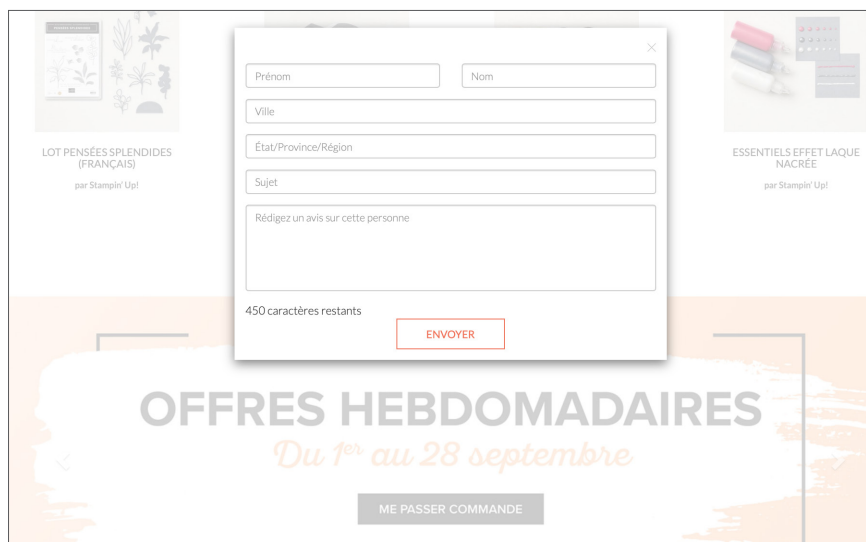 ×
Prénom
Nom
Ville
État/Province/Région
Sujet
Rédigez un avis sur cette personne
450 caractères restants
ENVOYER
LOT PENSÉES SPLENDIDES
(FRANÇAIS)
par Stampin' Up!
ESSENTIELS EFFET LAQUE
NACRÉE
par Stampin' Up!
OFFRES HEBDOMADAIRES
Du 1er au 28 septembre
ME PASSER COMMANDE